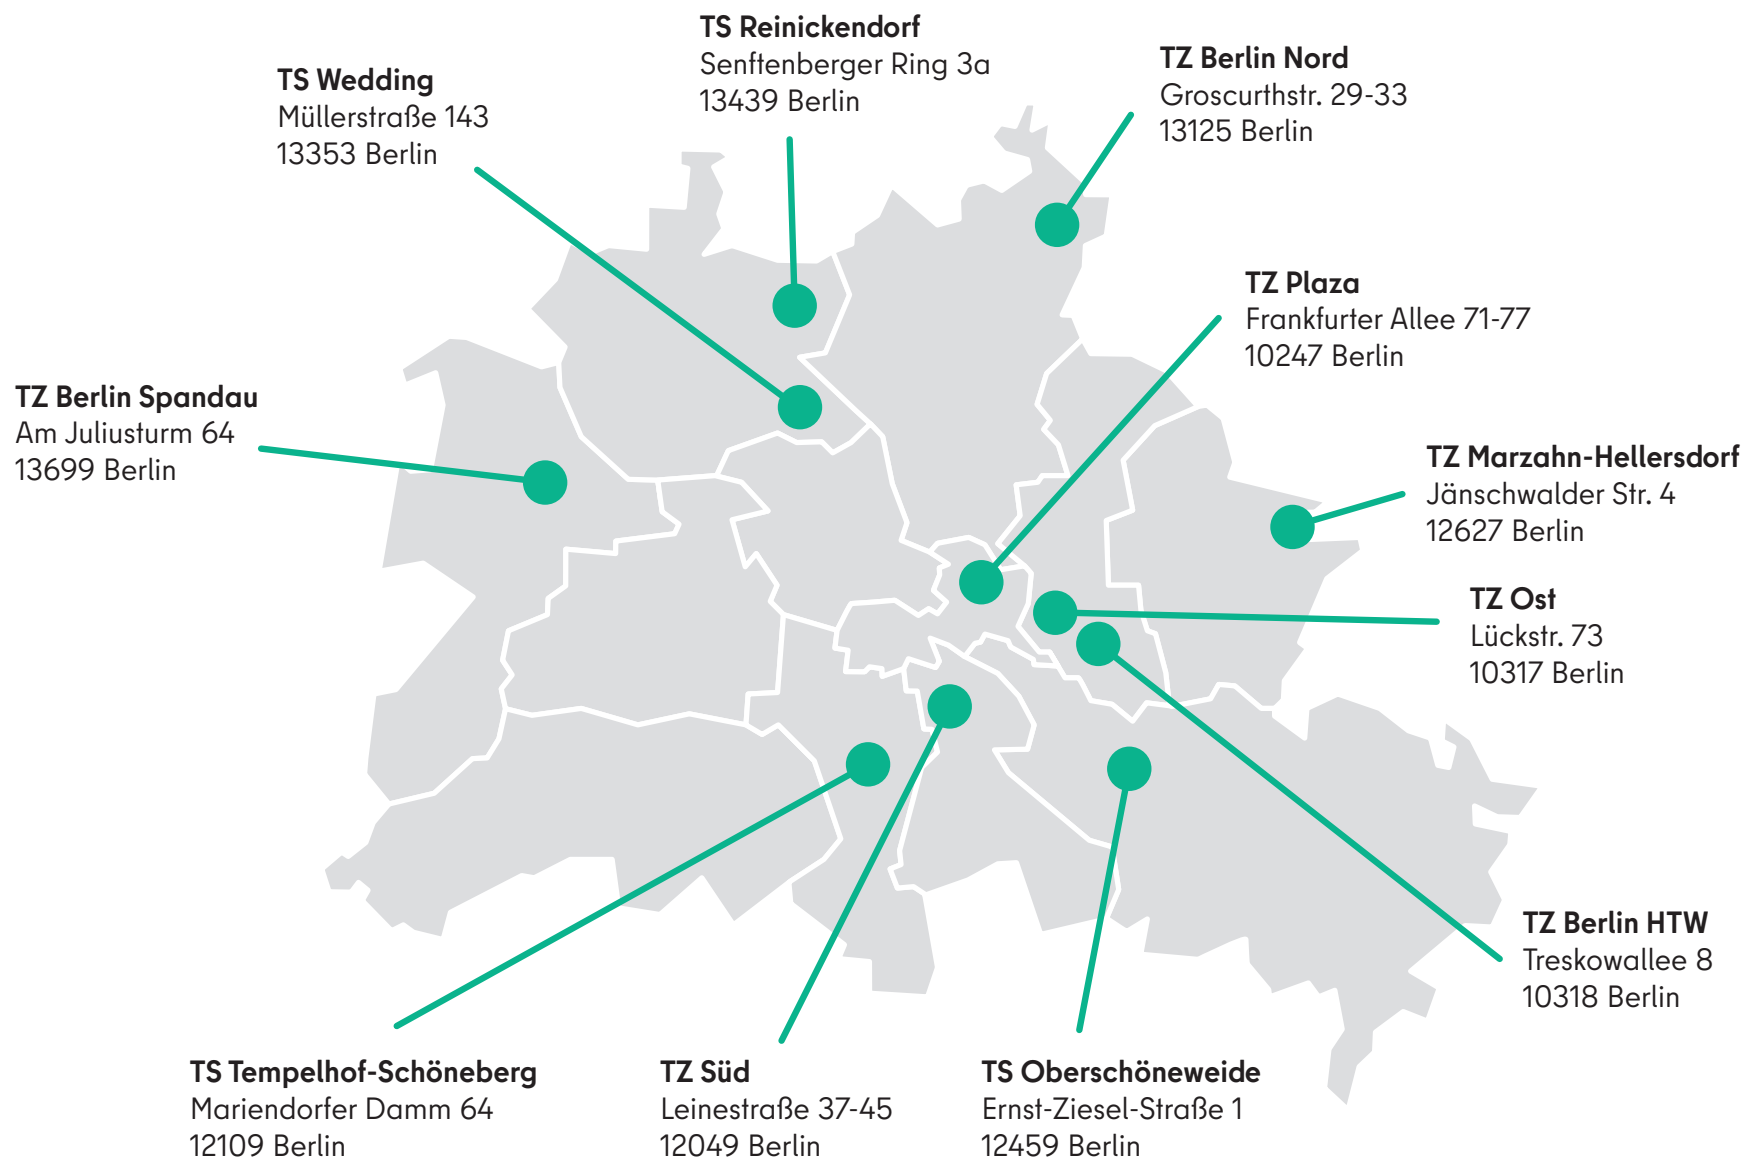 TS Reinickendorf
Senftenberger Ring 3a
13439 Berlin
TZ Berlin Nord
Groscurthstr. 29-33
13125 Berlin
TS Wedding
Müllerstraße 143
13353 Berlin
TZ Plaza
Frankfurter Allee 71-77
10247 Berlin
TZ Berlin Spandau
Am Juliusturm 64
13699 Berlin
TZ Marzahn-Hellersdorf
Jänschwalder Str. 4
12627 Berlin
TZ Ost
Lückstr. 73
10317 Berlin
TZ Berlin HTW
Treskowallee 8
10318 Berlin
TS Tempelhof-Schöneberg
Mariendorfer Damm 64
12109 Berlin
TZ Süd
Leinestraße 37-45
12049 Berlin
TS Oberschöneweide
Ernst-Ziesel-Straße 1
12459 Berlin